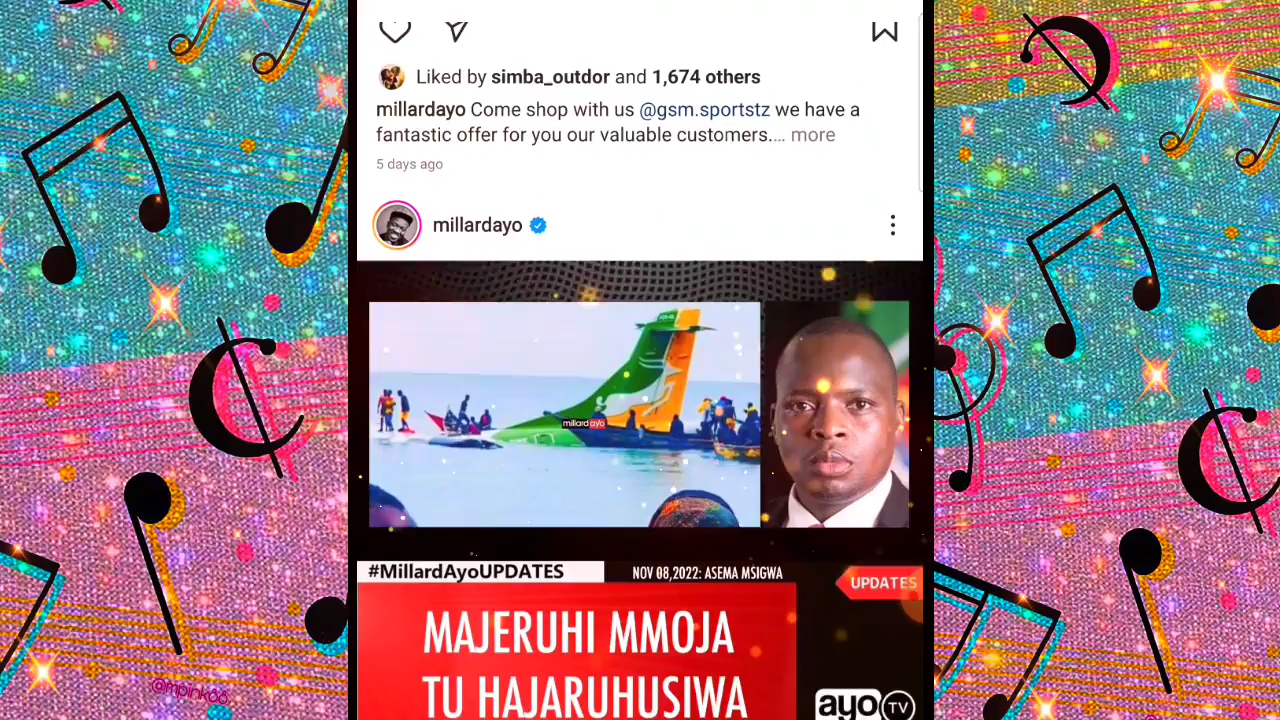 Liked by simba_outdor and 1,674 others
millardayo Come shop with us @gsm.sportstz we have a
fantastic offer for you our valuable customers.... more
5 days ago
millardayo
millardayo
#MillardAyoUPDATES
NOV 08,2022: ASEMA MSIGWA
UPDATES
MAJERUHI MMOJA
TU HAJARUHUSIWA
ayo TV
@mpinköö